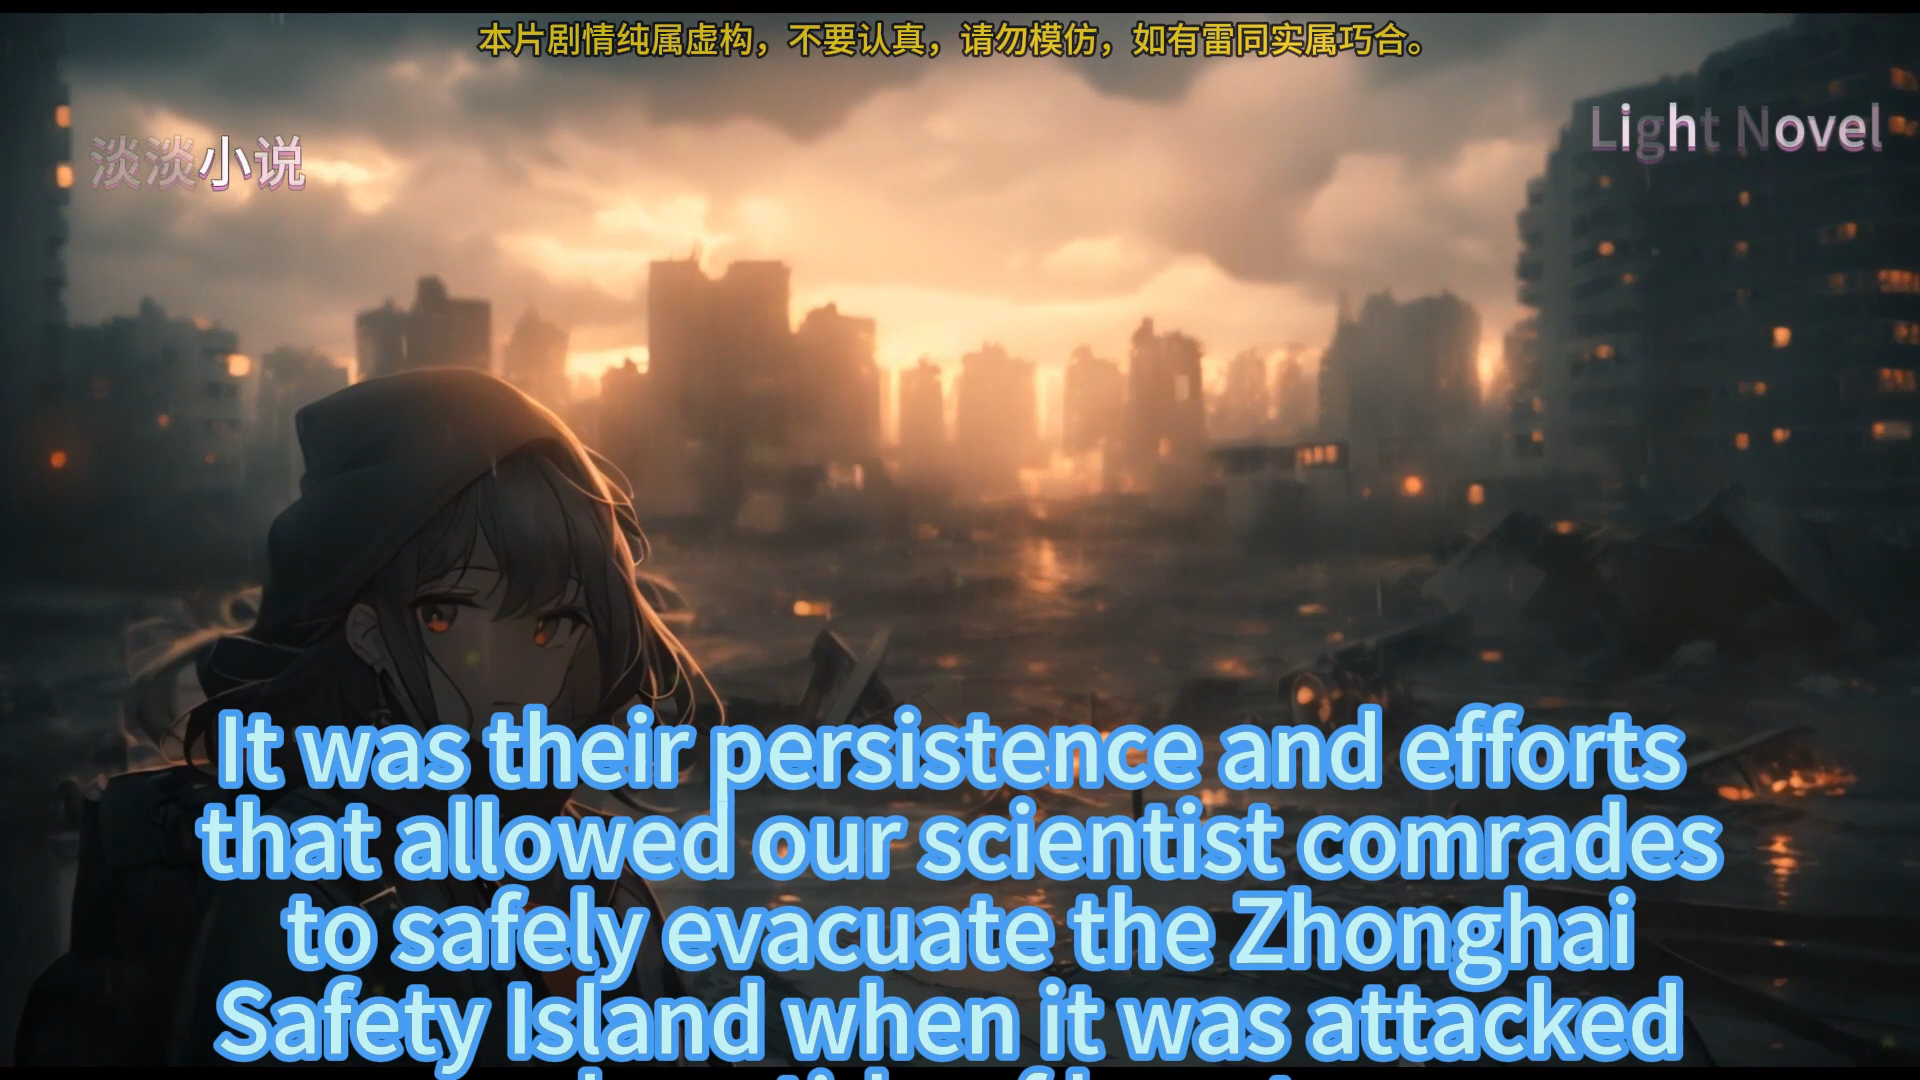 本片剧情纯属虚构，不要认真，请勿模仿，如有雷同实属巧合。
淡淡小说
Light Novel
It was their persistence and efforts
that allowed our scientist comrades
to safely evacuate the Zhonghai
Safety Island when it was attacked